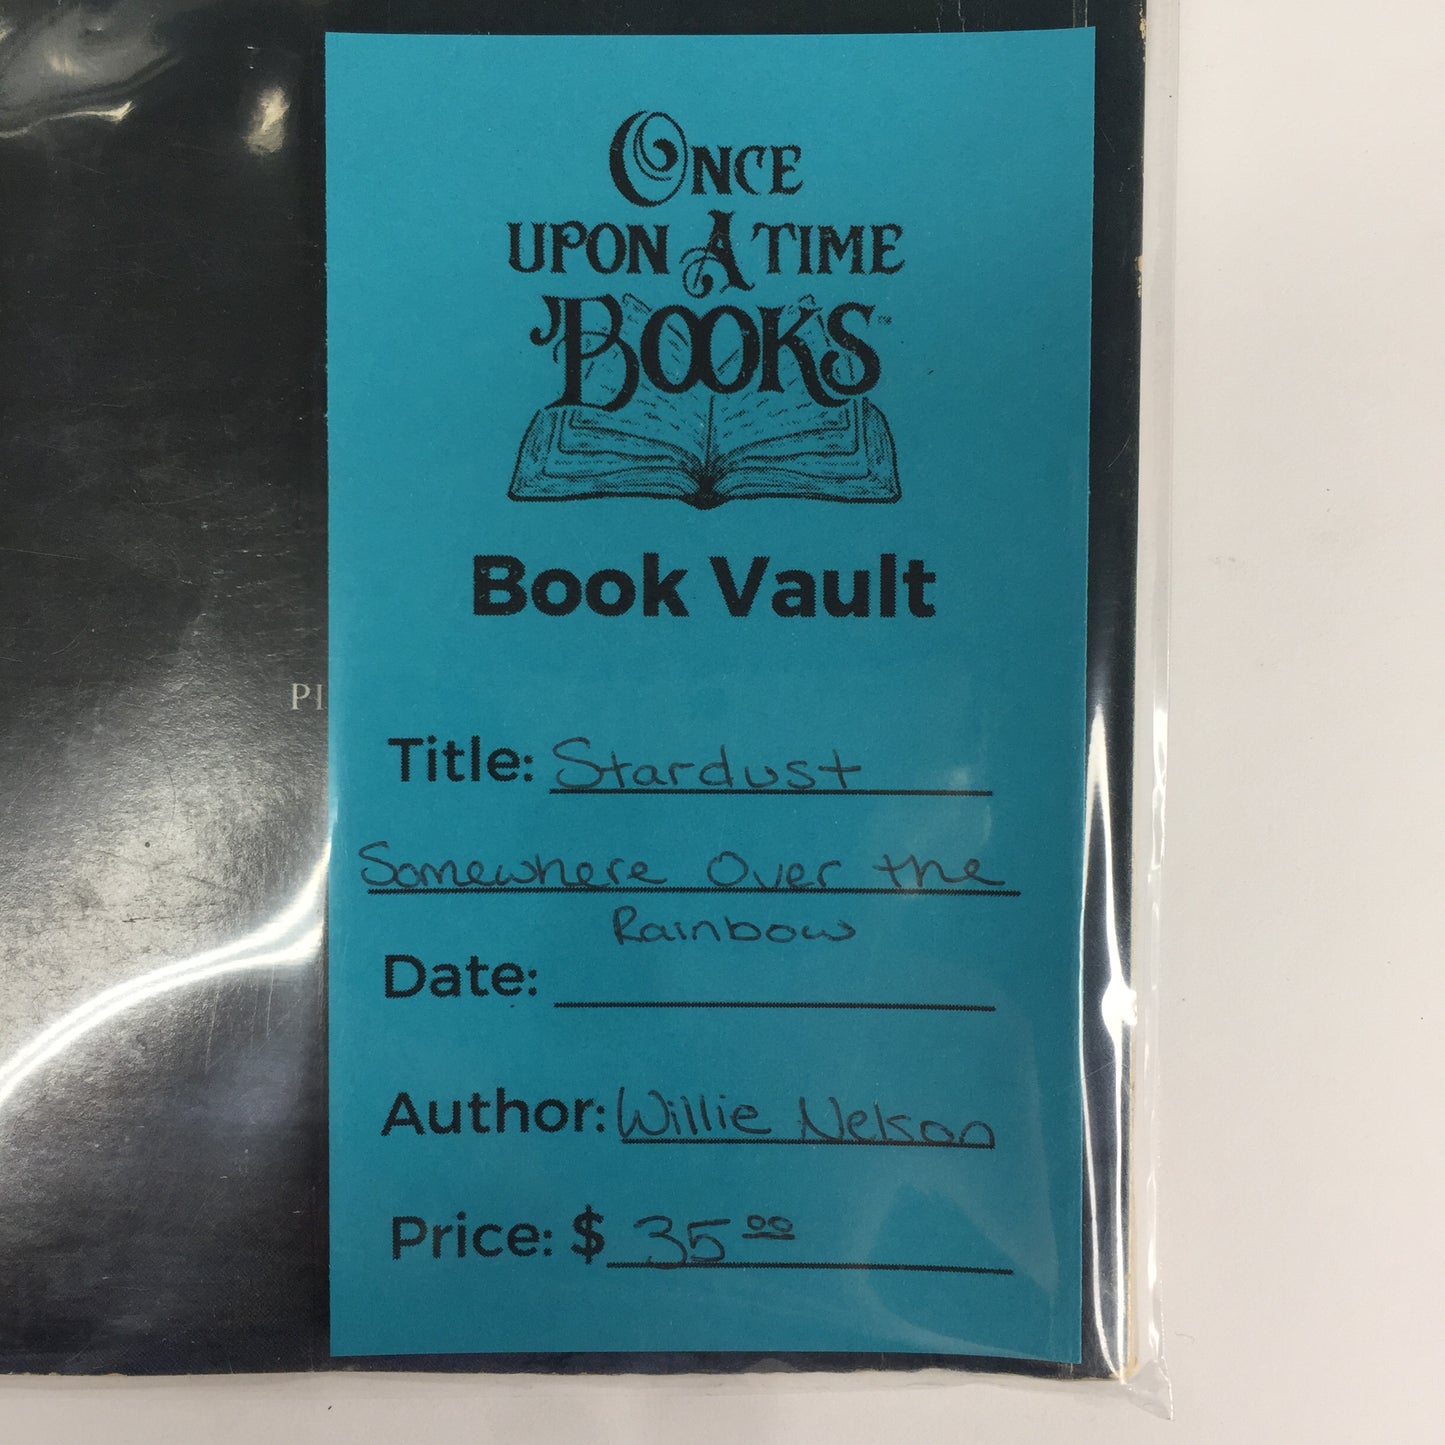 ONCE
UPON A TIME
BOOKS™
Book Vault
PI
Title: Stardust
Somewhere Over the
Rainbow
Date:
Author: Willie Nelson
Price: $ 35.00